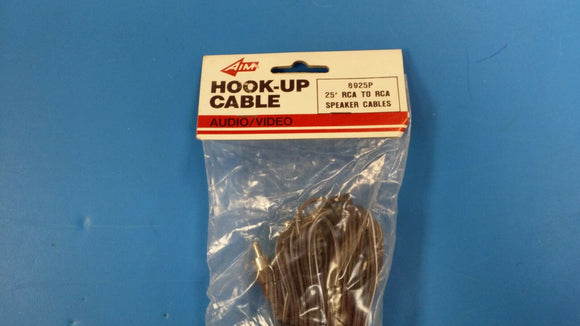 AIM
HOOK-UP
CABLE
AUDIO/VIDEO
6925P
25' RCA TO RCA
SPEAKER CABLES